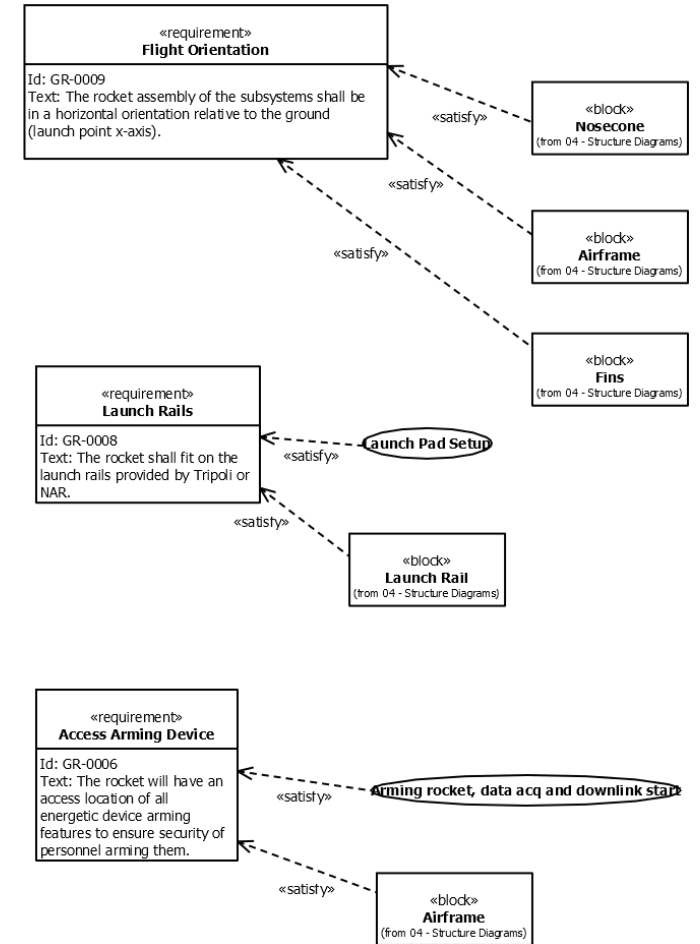 «requirement»
Flight Orientation
Id: GR-0009
Text: The rocket assembly of the subsystems shall be
in a horizontal orientation relative to the ground
(launch point x-axis).
«satisfy»
«block»
Nosecone
(from 04 - Structure Diagrams)
«satisfy»
«block»
Airframe
(from 04 - Structure Diagrams)
«satisfy»
«block»
Fins
(from 04 - Structure Diagrams)
«requirement»
Launch Rails
Id: GR-0008
Text: The rocket shall fit on the
launch rails provided by Tripoli or
NAR.
«satisfy»
Launch Pad Setup
«satisfy»
«block»
Launch Rail
(from 04 - Structure Diagrams)
«requirement»
Access Arming Device
Id: GR-0006
Text: The rocket will have an
access location of all
energetic device arming
features to ensure security of
personnel arming them.
«satisfy»
Arming rocket, data acq and downlink start
«satisfy»
«block»
Airframe
(from 04 - Structure Diagrams)